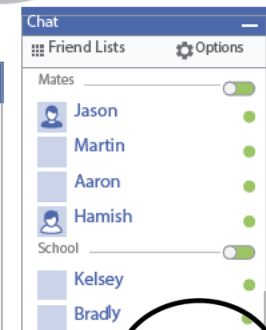 Chat
Friend Lists Options
Mates
Jason
Martin
Aaron
Hamish
School
Kelsey
Bradly